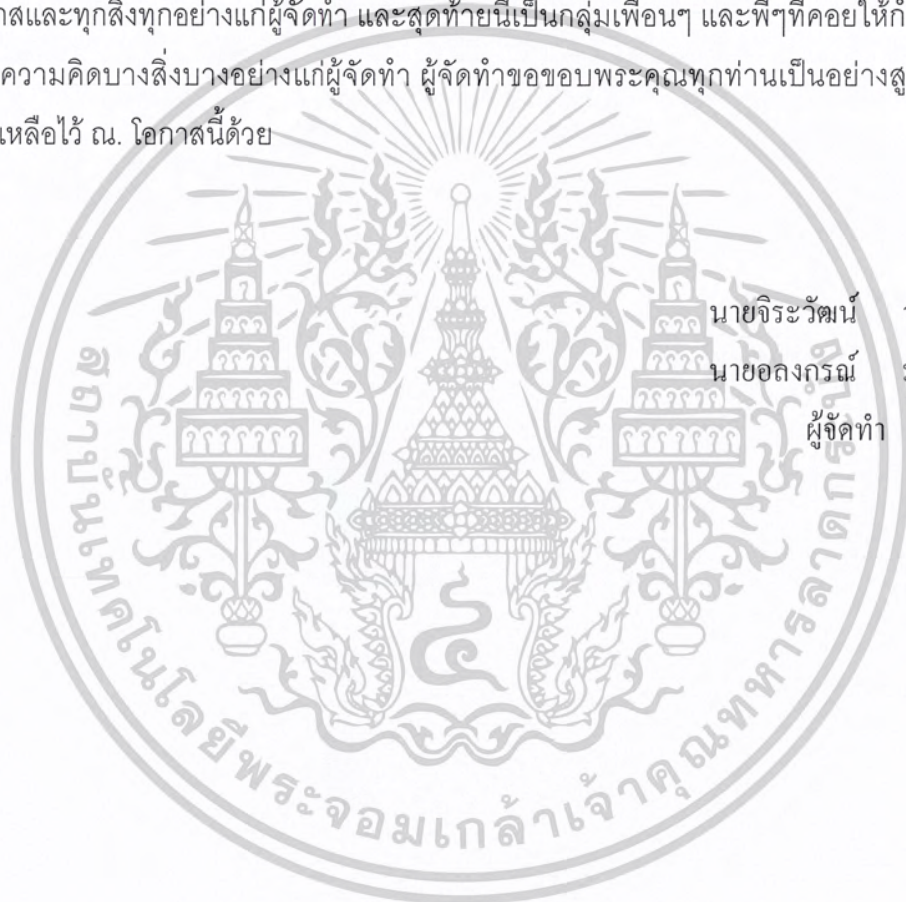 าสและทุกสิ่งทุกอย่างแก่ผู้จัดทำ และสุดท้ายนี้เป็นกลุ่มเพื่อนๆ และพี่ๆที่คอยให้
ความคิดบางสิ่งบางอย่างแก่ผู้จัดทำ ผู้จัดทำขอขอบพระคุณทุกท่านเป็นอย่างสู
เหลือไว้ ณ. โอกาสนี้ด้วย
นายจิระวัฒน์
นายอลงกรณ์
ผู้จัดทำ
สถาบันเทคโนโลยีพระจอมเกล้าเจ้าคุณทหารลาดกระบัง
๔